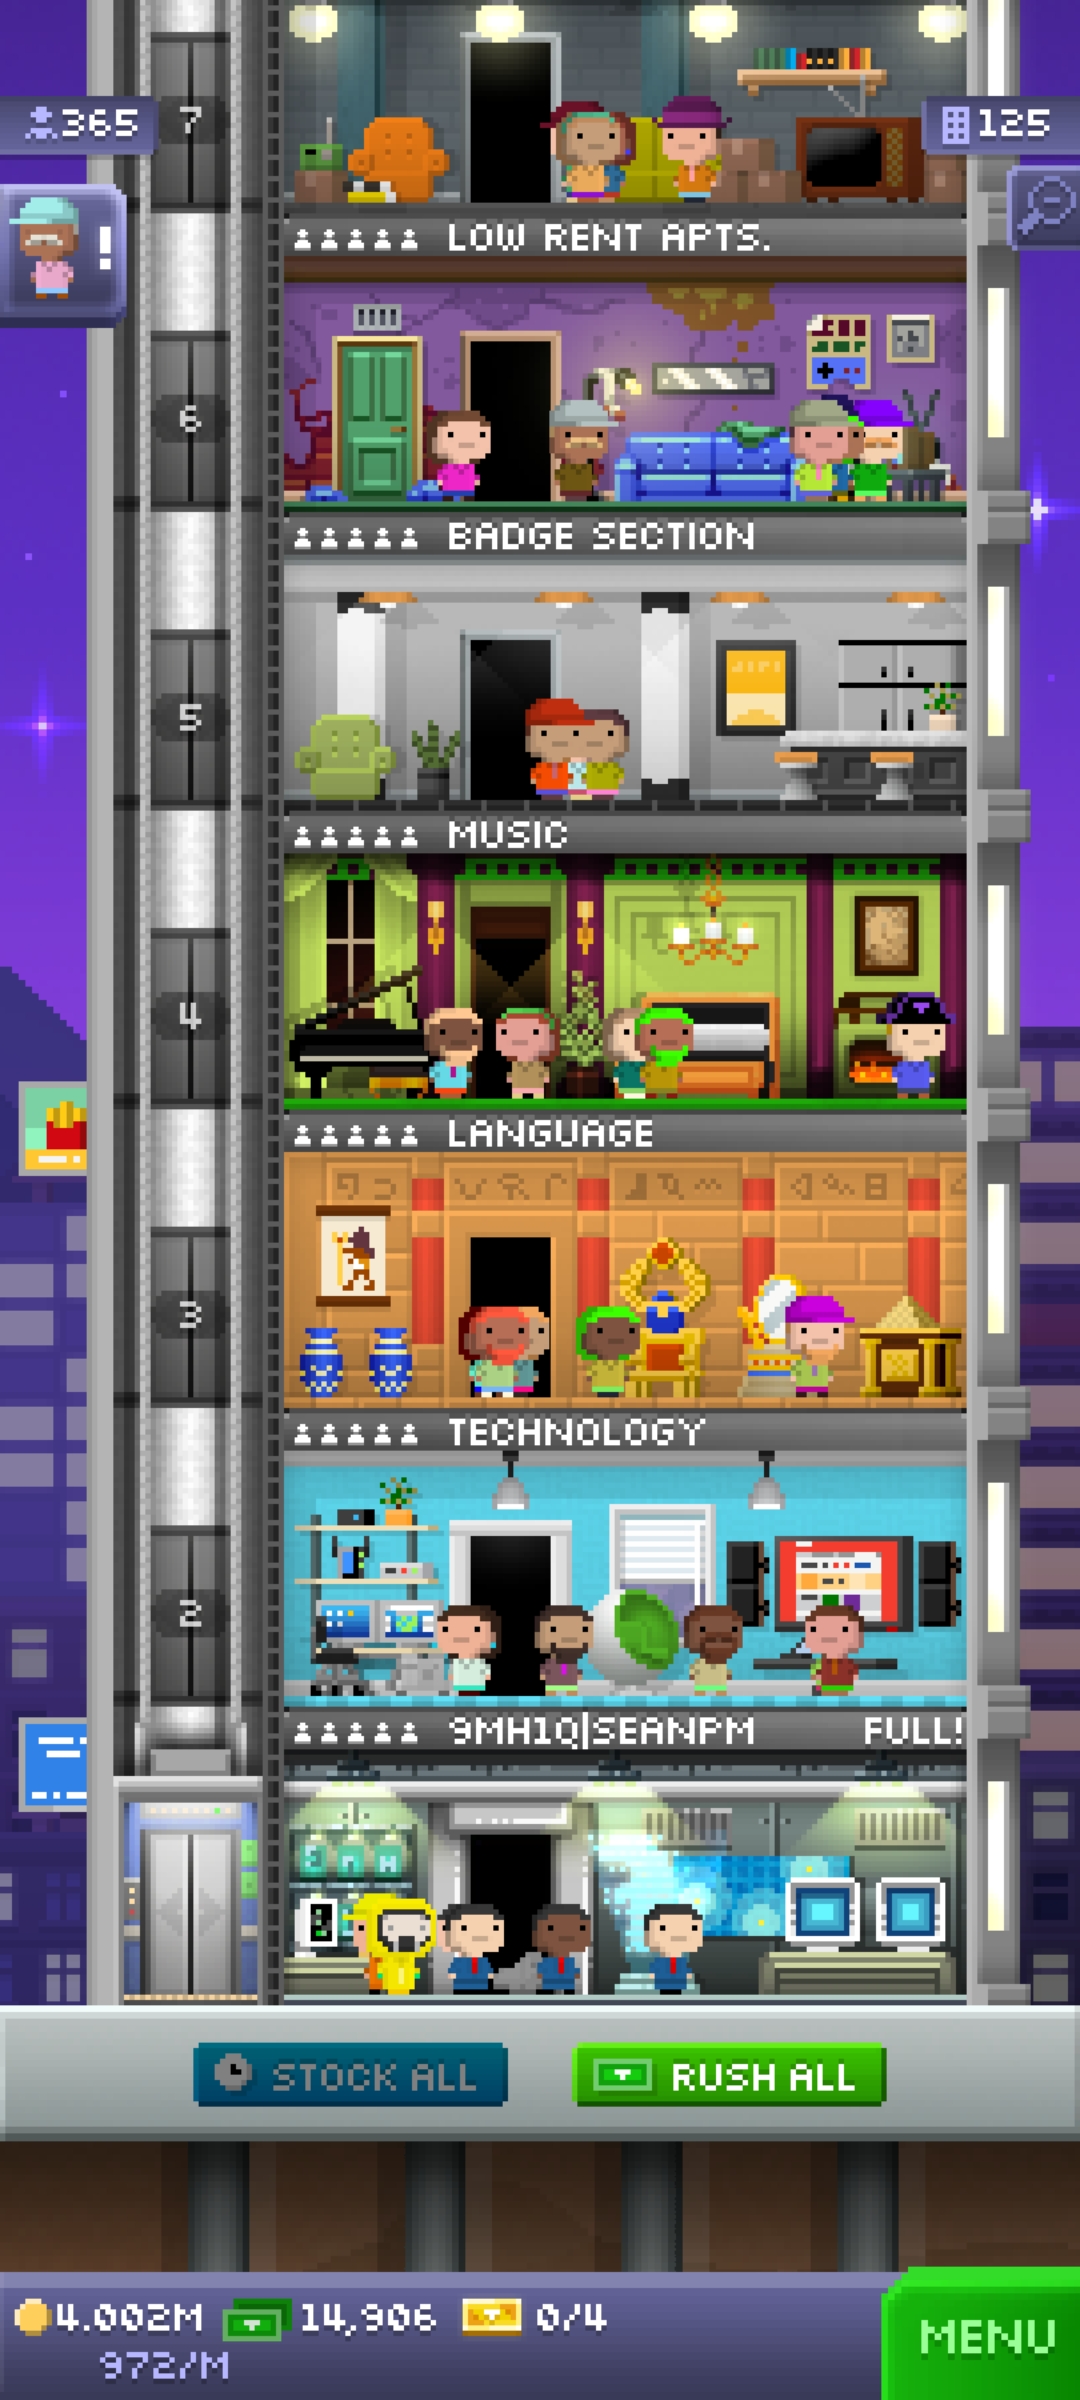 365
7
125
!
LOW RENT APTS.
6
BADGE SECTION
5
MUSIC
4
LANGUAGE
3
TECHNOLOGY
2
9MH1Q|SEANPM FULL!
STOCK ALL
RUSH ALL
4.002M 14,906 0/4
972/M
MENU